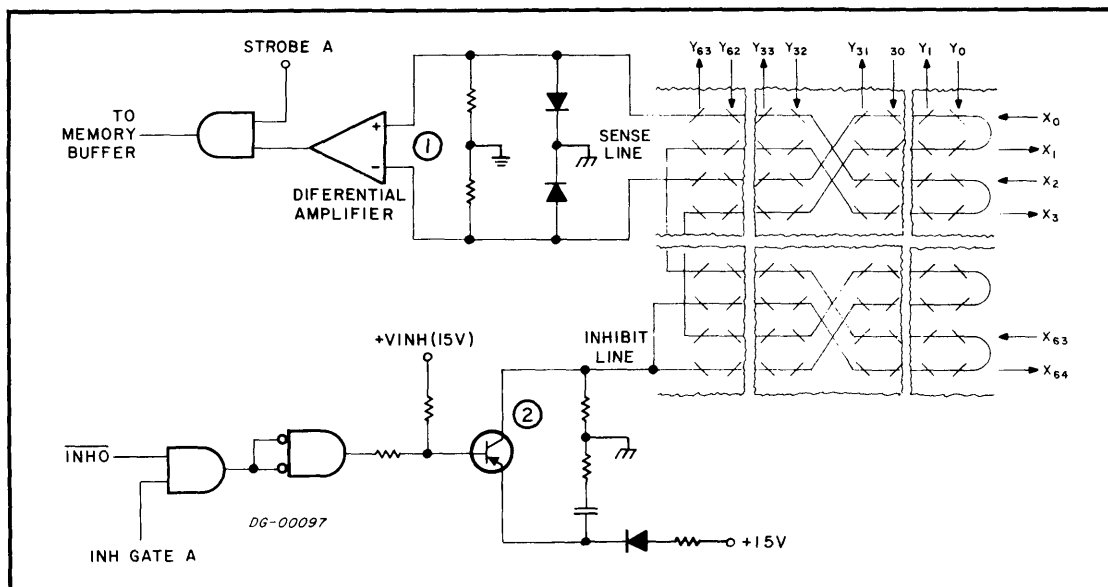 STROBE A
TO
MEMORY
BUFFER
+
-
1
DIFERENTIAL
AMPLIFIER
SENSE
LINE
Y63 Y62 Y33 Y32 Y31 30 Y1 Y0
X0
X1
X2
X3
+VINH (15V)
INHIBIT
LINE
X63
X64
2
INHO
INH GATE A
DG-00097
+15V